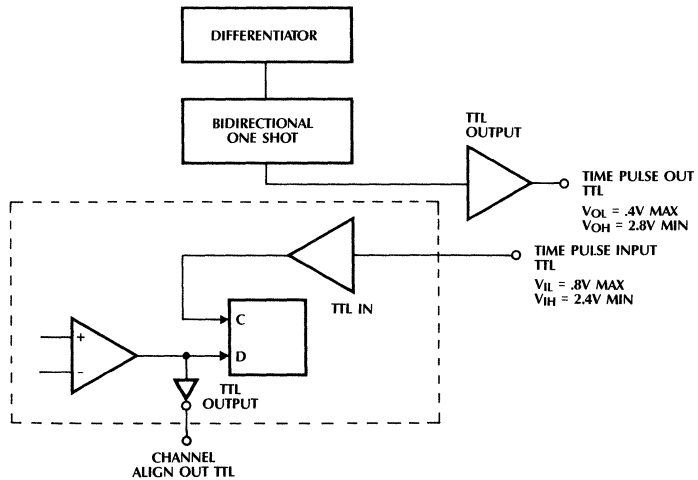 DIFFERENTIATOR
BIDIRECTIONAL
ONE SHOT
TTL
OUTPUT
TIME PULSE OUT
TTL
VOL = .4V MAX
VOH = 2.8V MIN
TIME PULSE INPUT
TTL
VIL = .8V MAX
VIH = 2.4V MIN
TTL IN
C
D
+
-
TTL
OUTPUT
CHANNEL
ALIGN OUT TTL